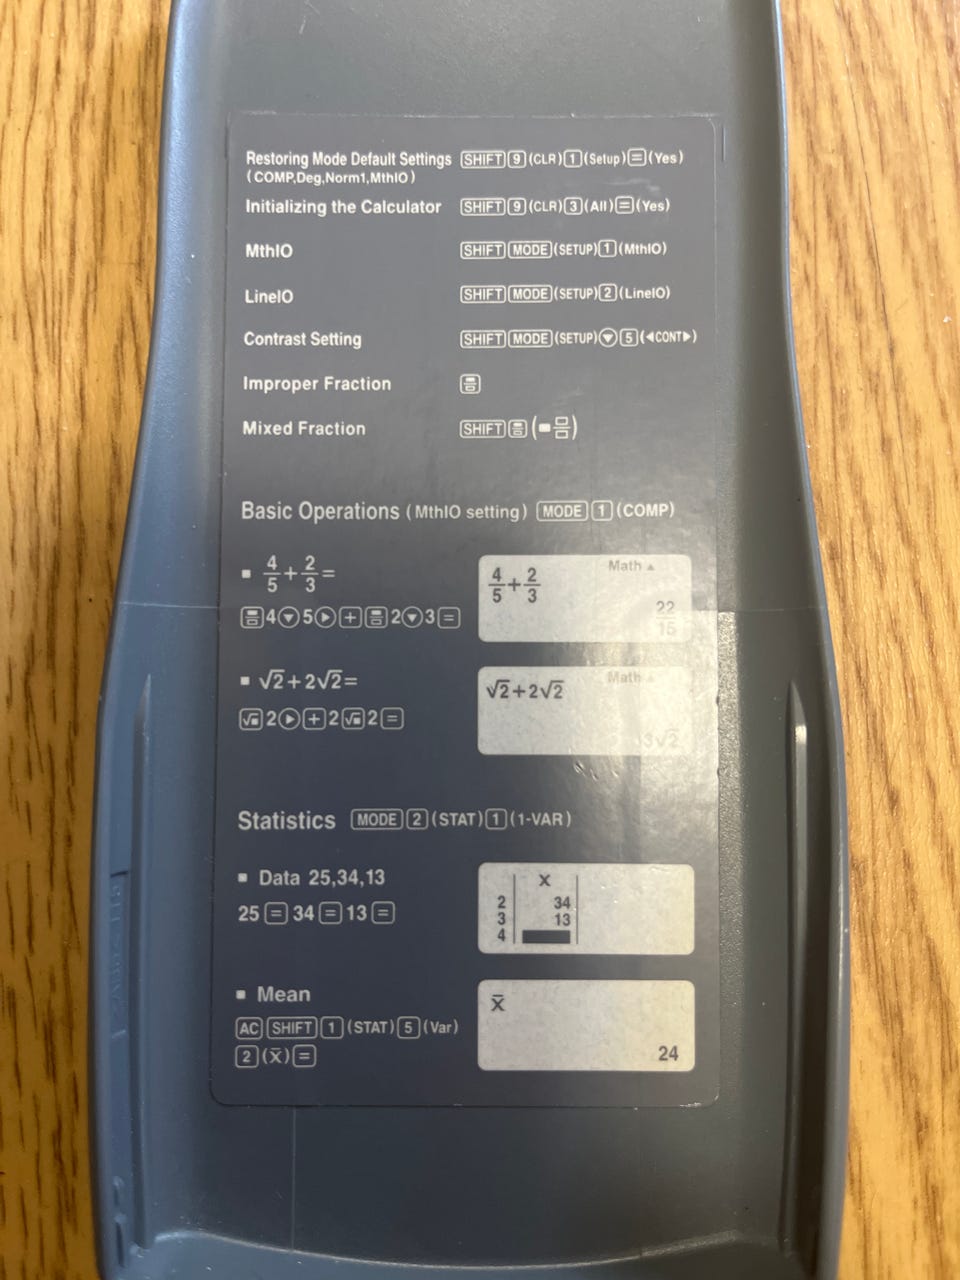 Restoring Mode Default Settings SHIFT 9 (CLR) 1 (Setup) = (Yes)
(COMP,Deg,Norm1,MthIO)
Initializing the Calculator SHIFT 9 (CLR) 3 (All) = (Yes)
MthIO SHIFT MODE (SETUP) 1 (MthIO)
LineIO SHIFT MODE (SETUP) 2 (LineIO)
Contrast Setting SHIFT MODE (SETUP) ▼ 5 (◀CONT▶)
Improper Fraction
Mixed Fraction SHIFT
Basic Operations (MthIO setting) MODE 1 (COMP)
▪ 4/5 + 2/3 =
4 ▼ 5 ▶ + 2 ▼ 3 =
Math ▲
4/5 + 2/3
22/15
▪ √2+2√2=
√■ 2 ▶ + 2 √■ 2 =
Math ▲
√2+2√2
3√2
Statistics MODE 2 (STAT) 1 (1-VAR)
▪ Data 25,34,13
25 = 34 = 13 =
X
2 34
3 13
4
▪ Mean
AC SHIFT 1 (STAT) 5 (Var)
2 (x̄) =
x̄
24